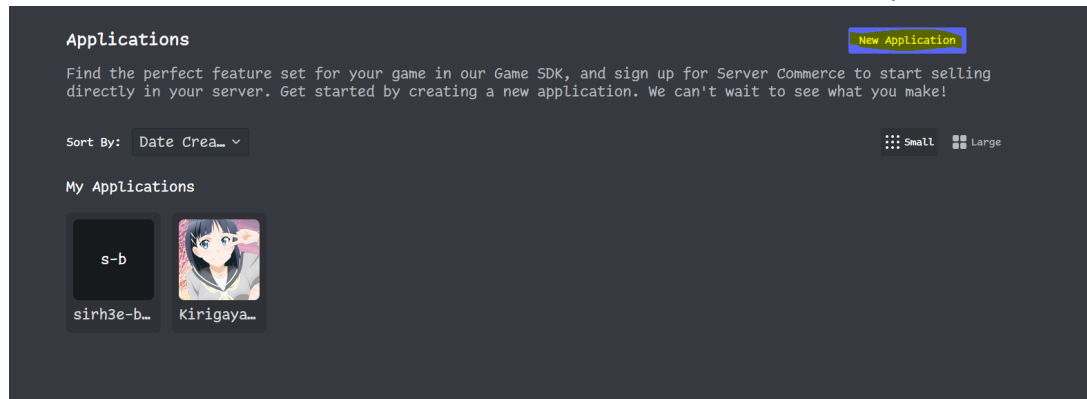 Applications
New Application
Find the perfect feature set for your game in our Game SDK, and sign up for Server Commerce to start selling
directly in your server. Get started by creating a new application. We can't wait to see what you make!
Sort By: Date Crea…
Small Large
My Applications
s-b
sirh3e-b… Kirigaya…